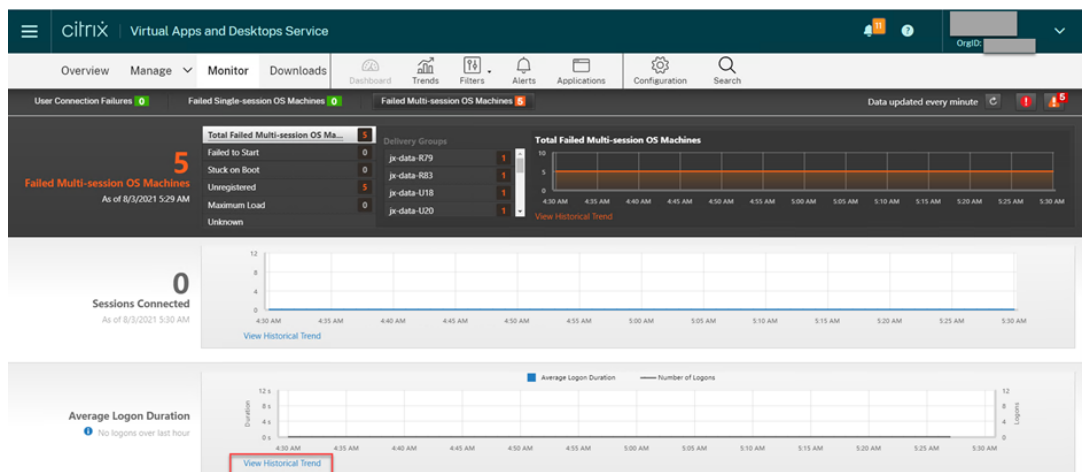 citrix | Virtual Apps and Desktops Service
11
?
OrgID:
Overview Manage Monitor Downloads Dashboard Trends Filters Alerts Applications Configuration Search
User Connection Failures 0 Failed Single-session OS Machines 0 Failed Multi-session OS Machines 5 Data updated every minute ! 5
5
Failed Multi-session OS Machines
As of 8/3/2021 5:29 AM
Total Failed Multi-session OS Ma... 5
Failed to Start 0
Stuck on Boot 0
Unregistered 5
Maximum Load 0
Unknown
Delivery Groups
jx-data-R79 1
jx-data-R83 1
jx-data-U18 1
jx-data-U20 1
Total Failed Multi-session OS Machines
10
5
0
4:30 AM 4:35 AM 4:40 AM 4:45 AM 4:50 AM 4:55 AM 5:00 AM 5:05 AM 5:10 AM 5:15 AM 5:20 AM 5:25 AM 5:30 AM
View Historical Trend
0
Sessions Connected
As of 8/3/2021 5:30 AM
12
8
4
0
4:30 AM 4:35 AM 4:40 AM 4:45 AM 4:50 AM 4:55 AM 5:00 AM 5:05 AM 5:10 AM 5:15 AM 5:20 AM 5:25 AM 5:30 AM
View Historical Trend
Average Logon Duration
No logons over last hour
Average Logon Duration Number of Logons
Duration
12 s
8 s
4 s
0 s
12
8
4
0
Logons
4:30 AM 4:35 AM 4:40 AM 4:45 AM 4:50 AM 4:55 AM 5:00 AM 5:05 AM 5:10 AM 5:15 AM 5:20 AM 5:25 AM 5:30 AM
View Historical Trend